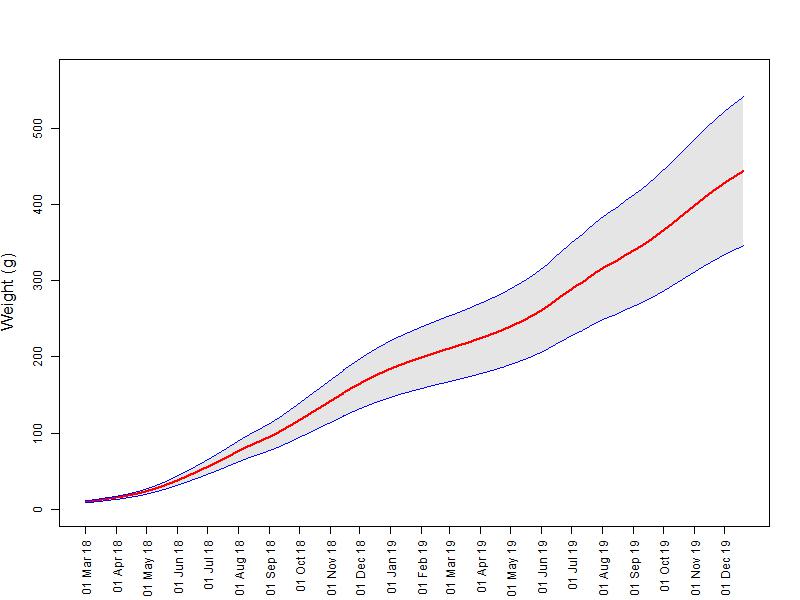 Weight (g)
500
400
300
200
100
0
01 Mar 18
01 Apr 18
01 May 18
01 Jun 18
01 Jul 18
01 Aug 18
01 Sep 18
01 Oct 18
01 Nov 18
01 Dec 18
01 Jan 19
01 Feb 19
01 Mar 19
01 Apr 19
01 May 19
01 Jun 19
01 Jul 19
01 Aug 19
01 Sep 19
01 Oct 19
01 Nov 19
01 Dec 19